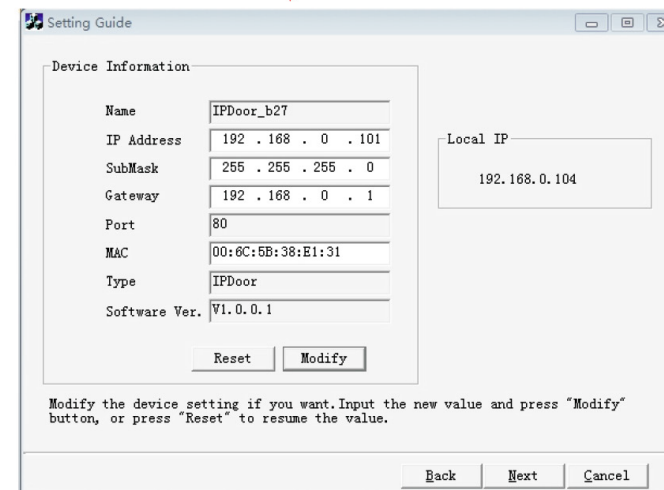 Setting Guide
Device Information
Name IPDoor_b27
IP Address 192 . 168 . 0 . 101
SubMask 255 . 255 . 255 . 0
Gateway 192 . 168 . 0 . 1
Port 80
MAC 00:6C:5B:38:E1:31
Type IPDoor
Software Ver. V1.0.0.1
Reset Modify
Local IP
192.168.0.104
Modify the device setting if you want.Input the new value and press "Modify"
button, or press "Reset" to resume the value.
Back Next Cancel